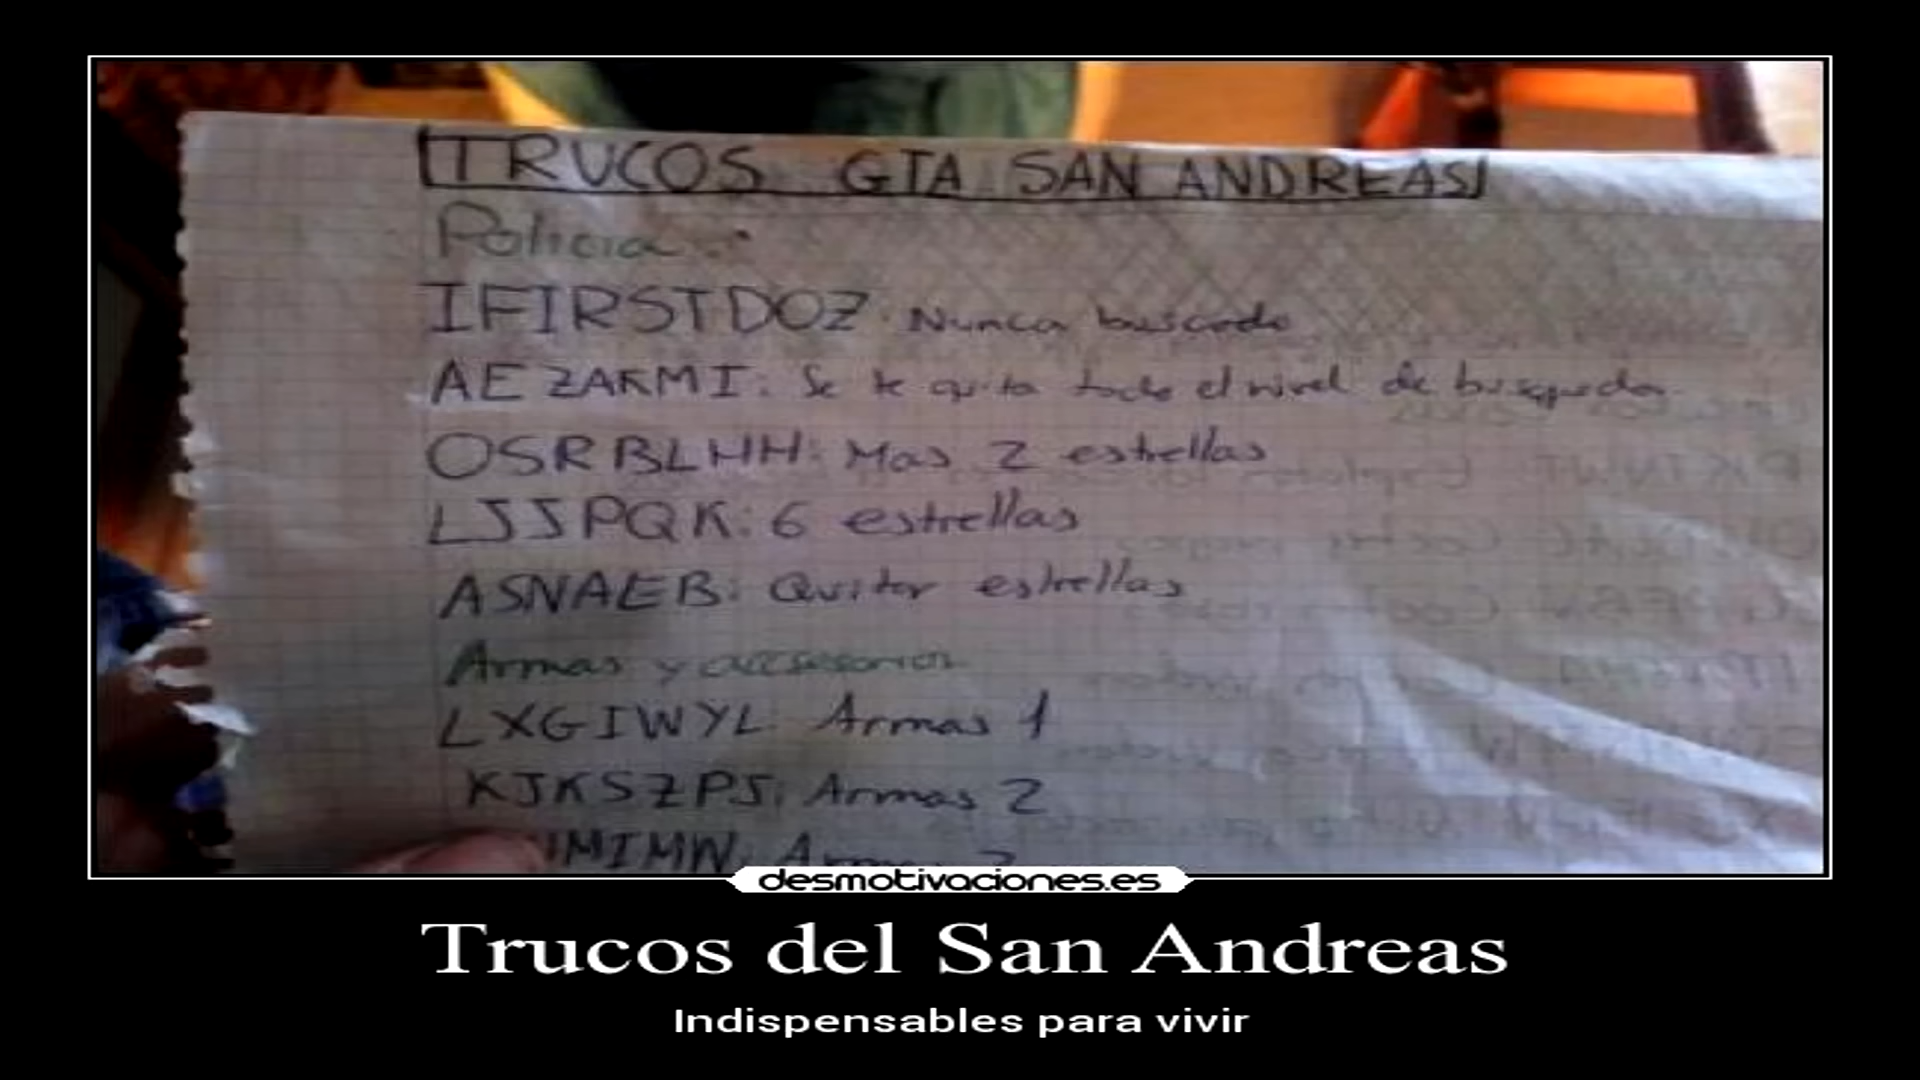 TRUCOS GTA SAN ANDREAS
Policia:
IFIRSTDOZ: Nunca buscado
AEZAKMI: Se te quita todo el nivel de busqueda
OSRBLHH: Mas 2 estrellas
LJJPQK: 6 estrellas
ASNAEB: Quitar estrellas
Armas y accesorios
LXGIWYL Armas 1
KJKSZPJ: Armas 2
desmotivaciones.es
Trucos del San Andreas
Indispensables para vivir